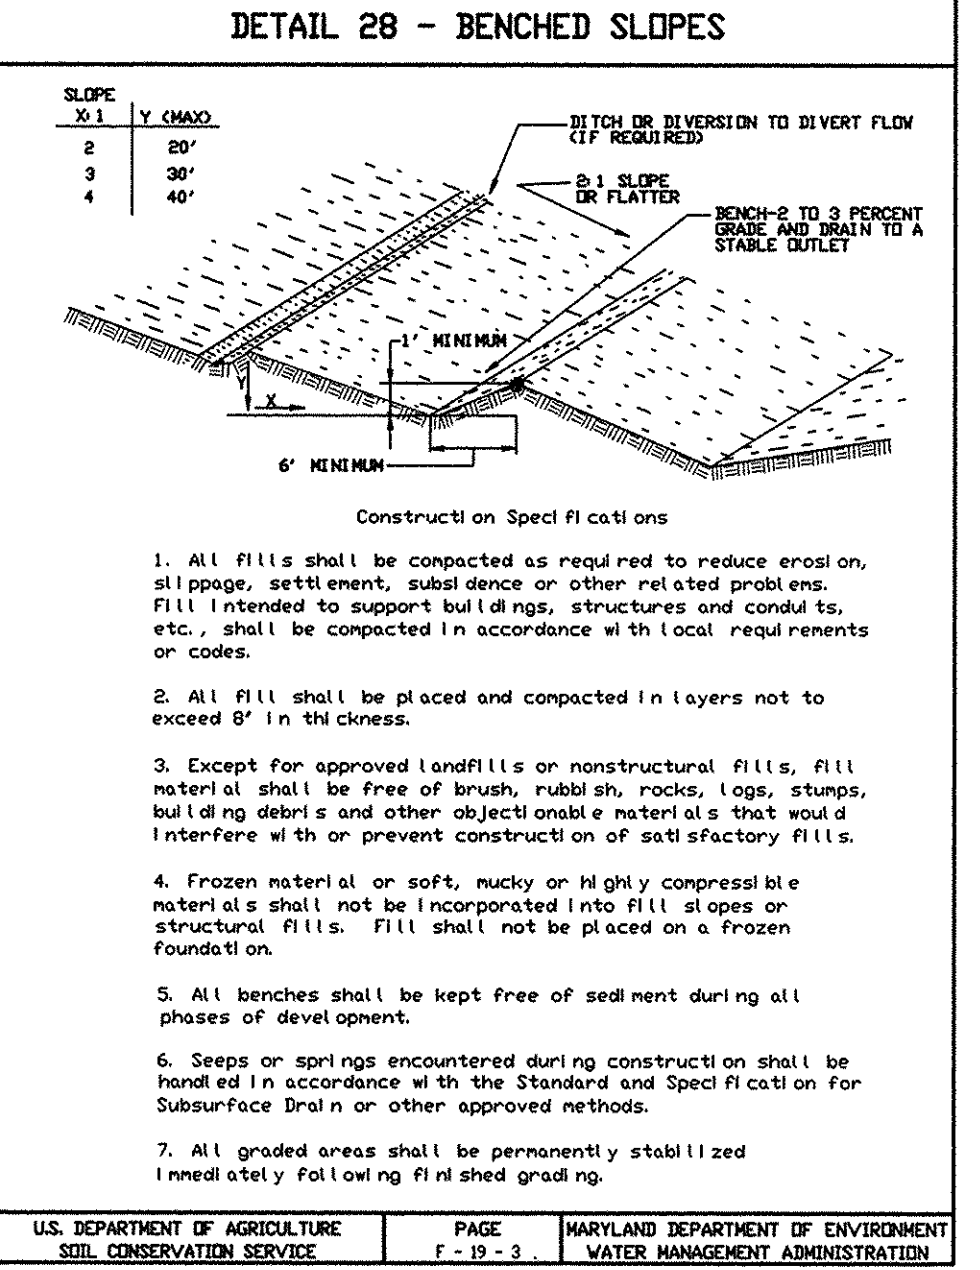 DETAIL 28 - BENCHED SLOPES
SLOPE
X:1 Y (MAX)
2 20'
3 30'
4 40'
DITCH OR DIVERSION TO DIVERT FLOW
(IF REQUIRED)
2:1 SLOPE
OR FLATTER
BENCH-2 TO 3 PERCENT
GRADE AND DRAIN TO A
STABLE OUTLET
1' MINIMUM
Y
X
6' MINIMUM
Construction Specifications
1. All fills shall be compacted as required to reduce erosion,
slippage, settlement, subsidence or other related problems.
Fill intended to support buildings, structures and conduits,
etc., shall be compacted in accordance with local requirements
or codes.
2. All fill shall be placed and compacted in layers not to
exceed 8' in thickness.
3. Except for approved landfills or nonstructural fills, fill
material shall be free of brush, rubbish, rocks, logs, stumps,
building debris and other objectionable materials that would
interfere with or prevent construction of satisfactory fills.
4. Frozen material or soft, mucky or highly compressible
materials shall not be incorporated into fill slopes or
structural fills. Fill shall not be placed on a frozen
foundation.
5. All benches shall be kept free of sediment during all
phases of development.
6. Seeps or springs encountered during construction shall be
handled in accordance with the Standard and Specification for
Subsurface Drain or other approved methods.
7. All graded areas shall be permanently stabilized
immediately following finished grading.
U.S. DEPARTMENT OF AGRICULTURE
SOIL CONSERVATION SERVICE
PAGE
F - 19 - 3 .
MARYLAND DEPARTMENT OF ENVIRONMENT
WATER MANAGEMENT ADMINISTRATION